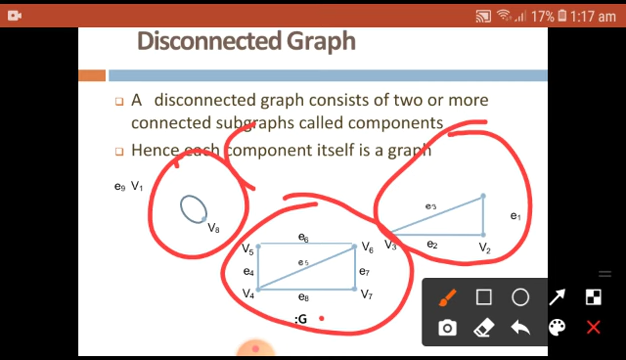 17% 1:17 am
Disconnected Graph
A disconnected graph consists of two or more
connected subgraphs called components
Hence each component itself is a graph
e9 V1
V8
e3
e1
V3 e2 V2
V5 e6 V6
e4 e5 e7
V4 e8 V7
:G